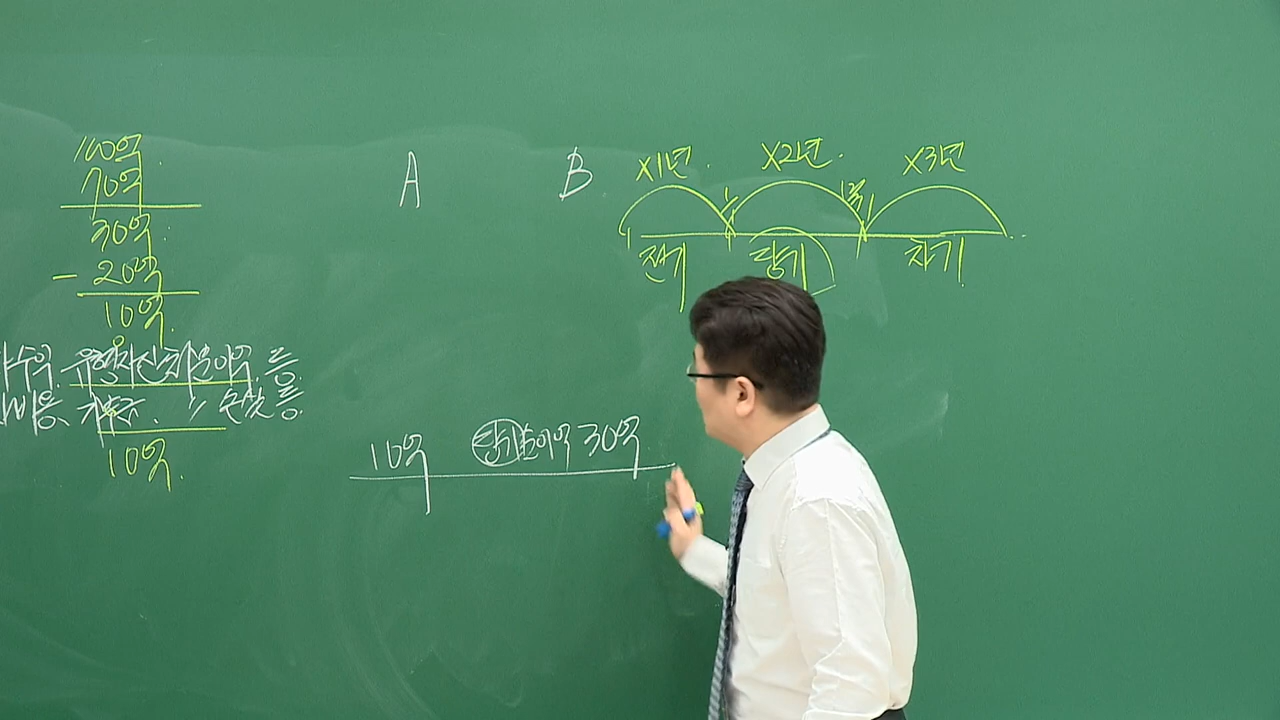 100억
70억
30억
- 20억
10억
유형자산처분이익 등
기부금 〃 손실 등
10억
A
B
10억 당기순이익 30억
X1년 X2년 X3년
전기 당기 차기